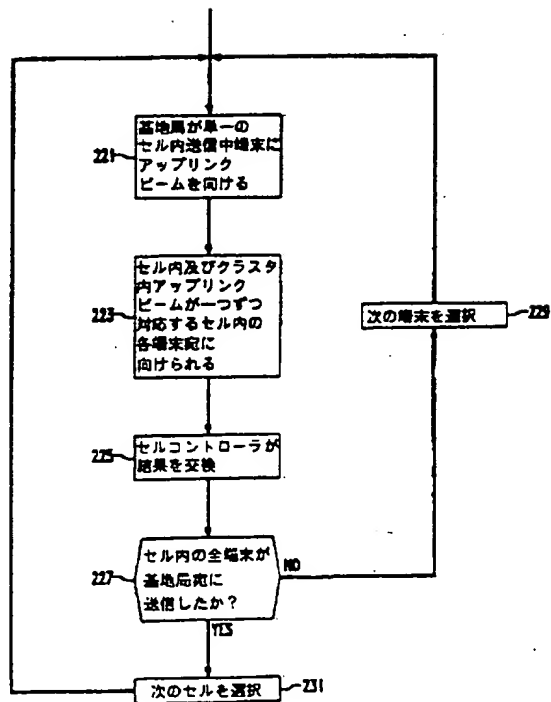 基地局が単一の
セル内送信中端末に
アップリンク
ビームを向ける
221
セル内及びクラスタ
内アップリンク
ビームが一つずつ
対応するセル内の
各端末宛に
向けられる
223
次の端末を選択
229
セルコントローラが
結果を交換
225
セル内の全端末が
基地局宛に
送信したか?
227
NO
YES
次のセルを選択
231